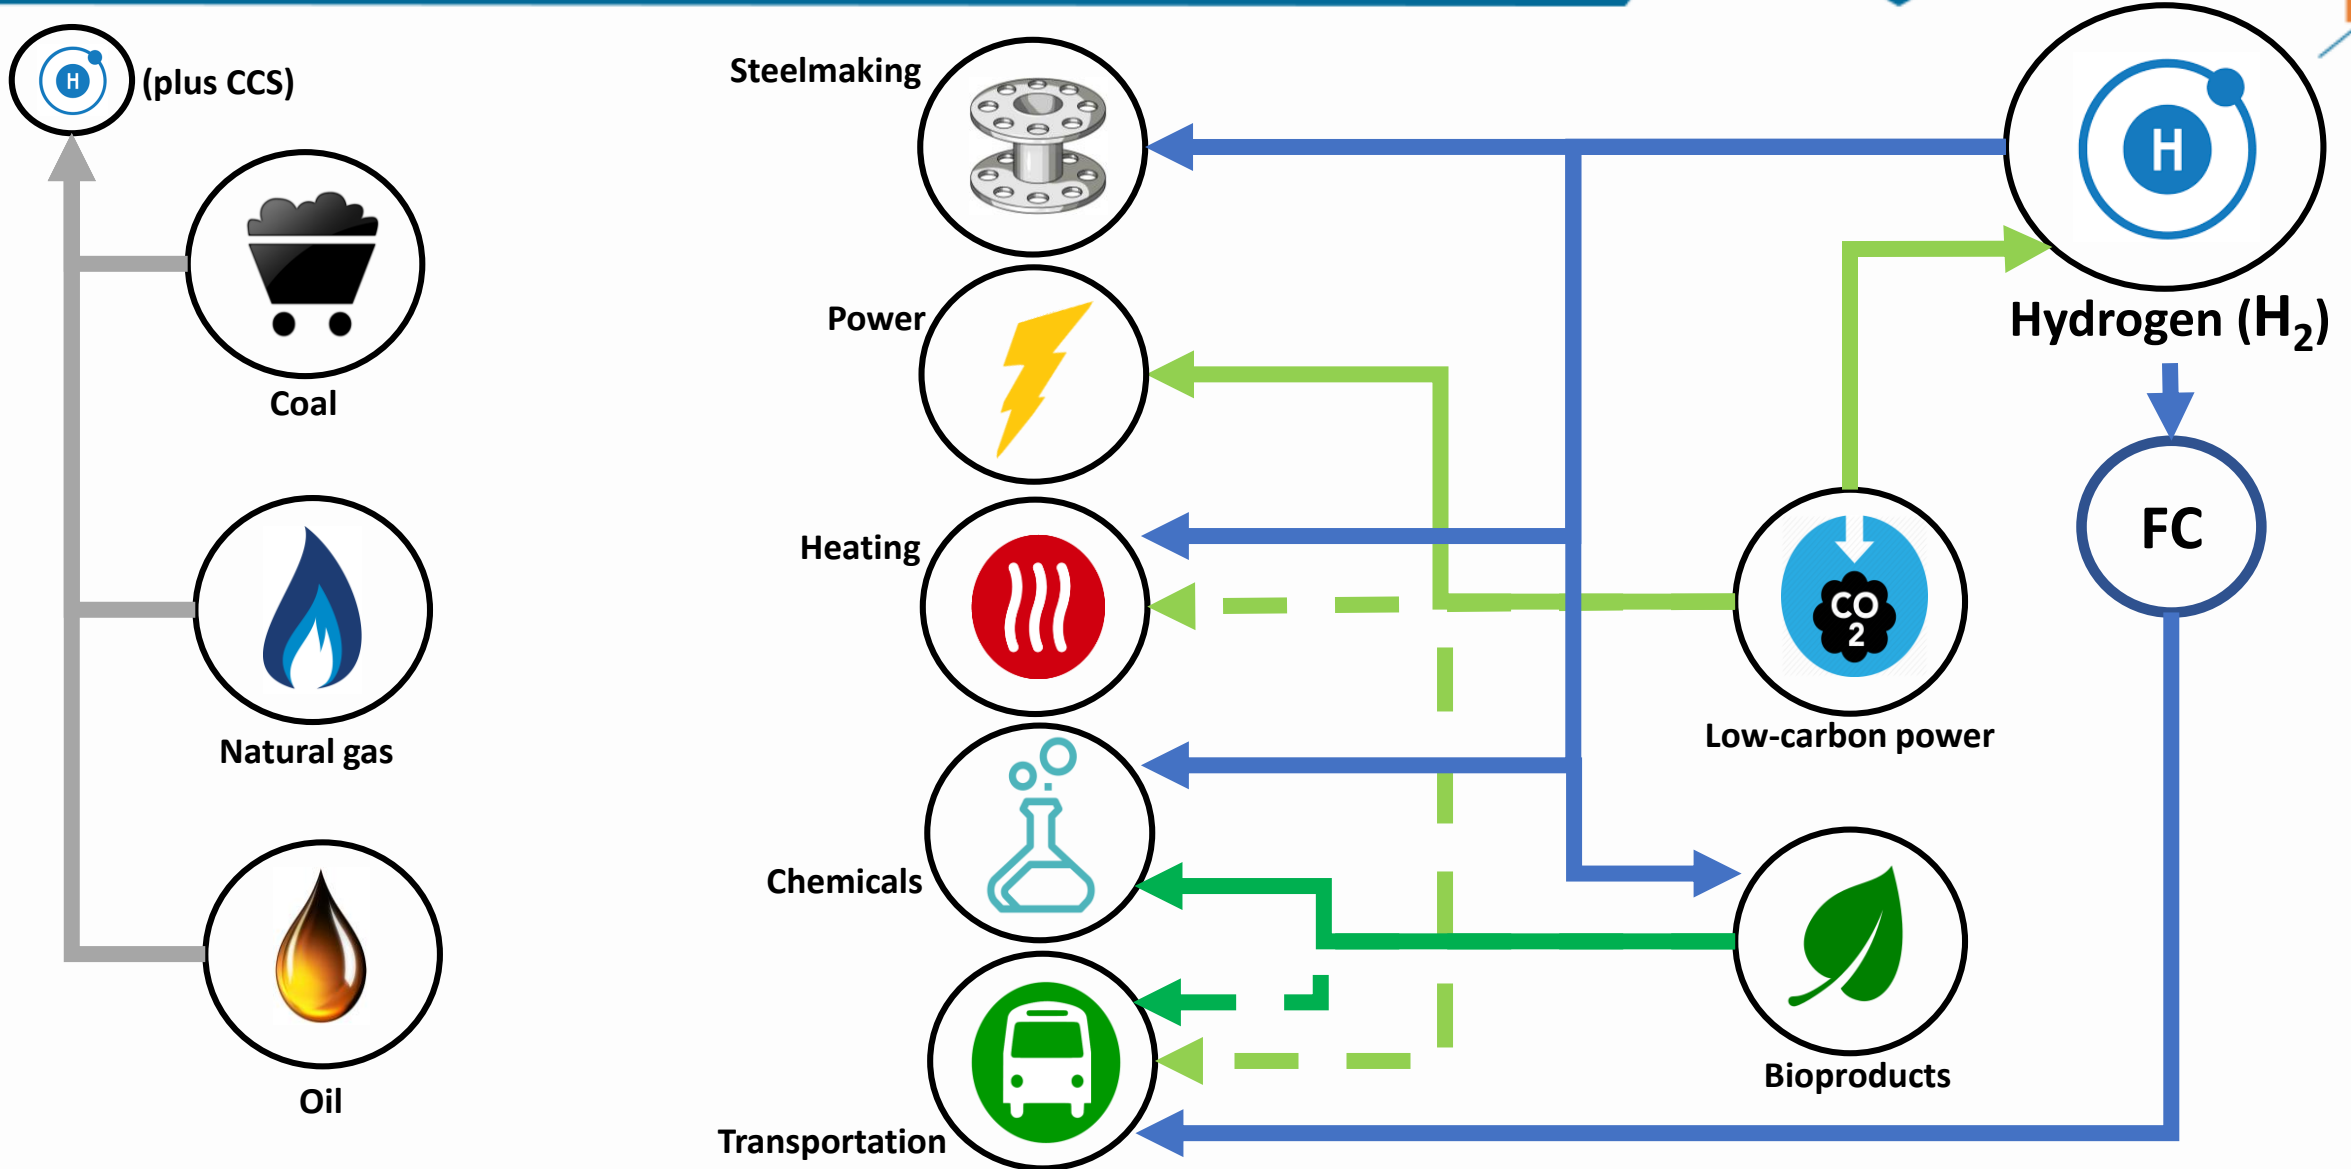 H
(plus CCS)
Coal
Natural gas
Oil
Steelmaking
Power
Heating
Chemicals
Transportation
H
Hydrogen (H₂)
FC
CO
2
Low-carbon power
Bioproducts